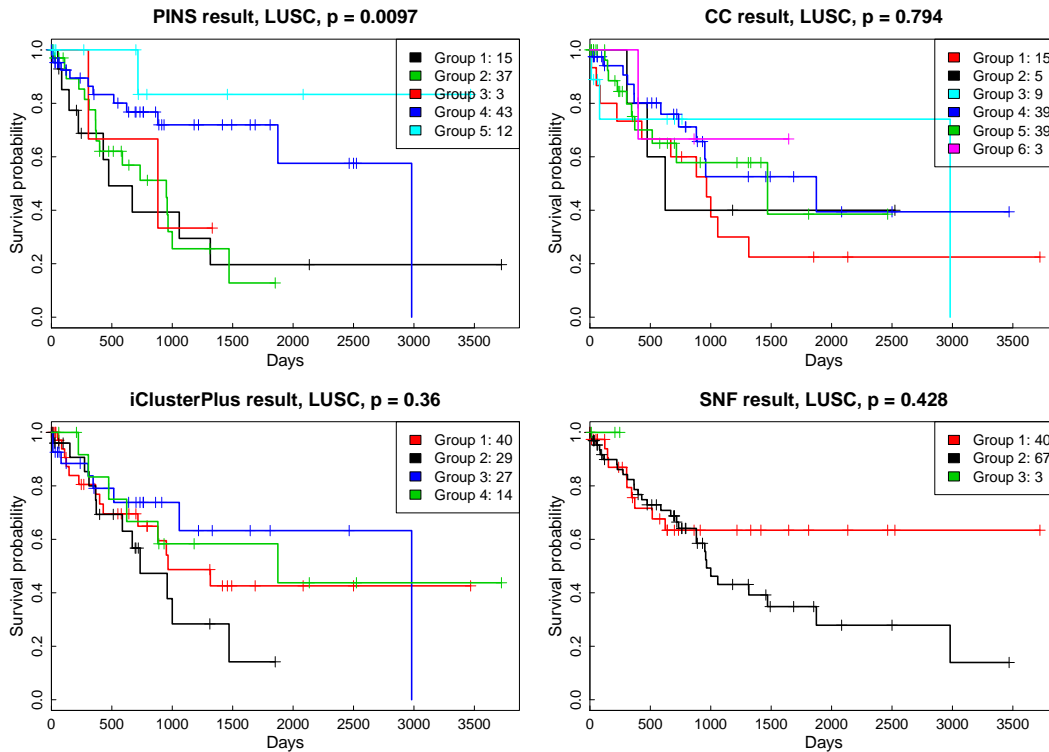 PINS result, LUSC, p = 0.0097
Survival probability
0.0
0.2
0.4
0.6
0.8
1.0
Group 1: 15
Group 2: 37
Group 3: 3
Group 4: 43
Group 5: 12
0 500 1000 1500 2000 2500 3000 3500
Days
CC result, LUSC, p = 0.794
Survival probability
0.0
0.2
0.4
0.6
0.8
1.0
Group 1: 15
Group 2: 5
Group 3: 9
Group 4: 39
Group 5: 39
Group 6: 3
0 500 1000 1500 2000 2500 3000 3500
Days
iClusterPlus result, LUSC, p = 0.36
Survival probability
0.0
0.2
0.4
0.6
0.8
1.0
Group 1: 40
Group 2: 29
Group 3: 27
Group 4: 14
0 500 1000 1500 2000 2500 3000 3500
Days
SNF result, LUSC, p = 0.428
Survival probability
0.0
0.2
0.4
0.6
0.8
1.0
Group 1: 40
Group 2: 67
Group 3: 3
0 500 1000 1500 2000 2500 3000 3500
Days